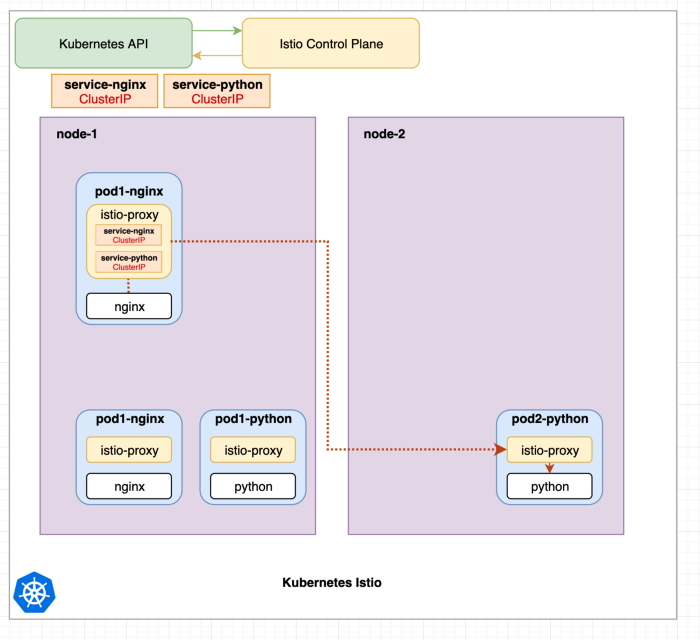 Kubernetes API
Istio Control Plane
service-nginx
ClusterIP
service-python
ClusterIP
node-1
node-2
pod1-nginx
istio-proxy
service-nginx
ClusterIP
service-python
ClusterIP
nginx
pod1-nginx
istio-proxy
nginx
pod1-python
istio-proxy
python
pod2-python
istio-proxy
python
Kubernetes Istio